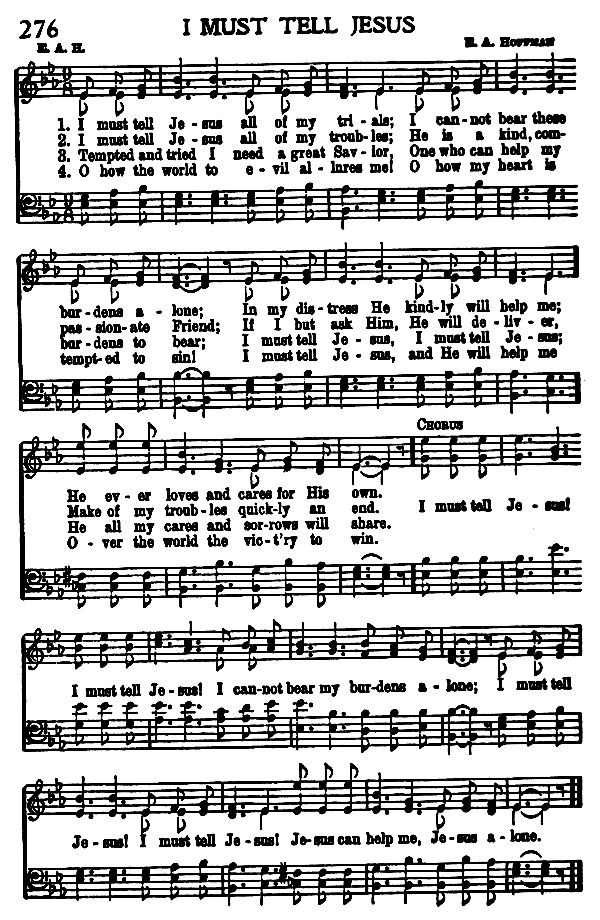 276 I MUST TELL JESUS
E. A. H. E. A. HOFFMAN
1. I must tell Je - sus all of my tri - als; I can - not bear these
2. I must tell Je - sus all of my troub - les; He is a kind, com-
3. Tempted and tried I need a great Sav - ior, One who can help my
4. O how the world to e - vil al - lures me! O how my heart is
bur - dens a - lone; In my dis - tress He kind - ly will help me;
pas - sion - ate Friend; If I but ask Him, He will de - liv - er,
bur - dens to bear; I must tell Je - sus, I must tell Je - sus;
tempt - ed to sin! I must tell Je - sus, and He will help me
CHORUS
He ev - er loves and cares for His own.
Make of my troub - les quick - ly an end. I must tell Je - sus!
He all my cares and sor - rows will share.
O - ver the world the vic - t'ry to win.
I must tell Je - sus! I can - not bear my bur - dens a - lone; I must tell
Je - sus! I must tell Je - sus! Je - sus can help me, Je - sus a - lone.